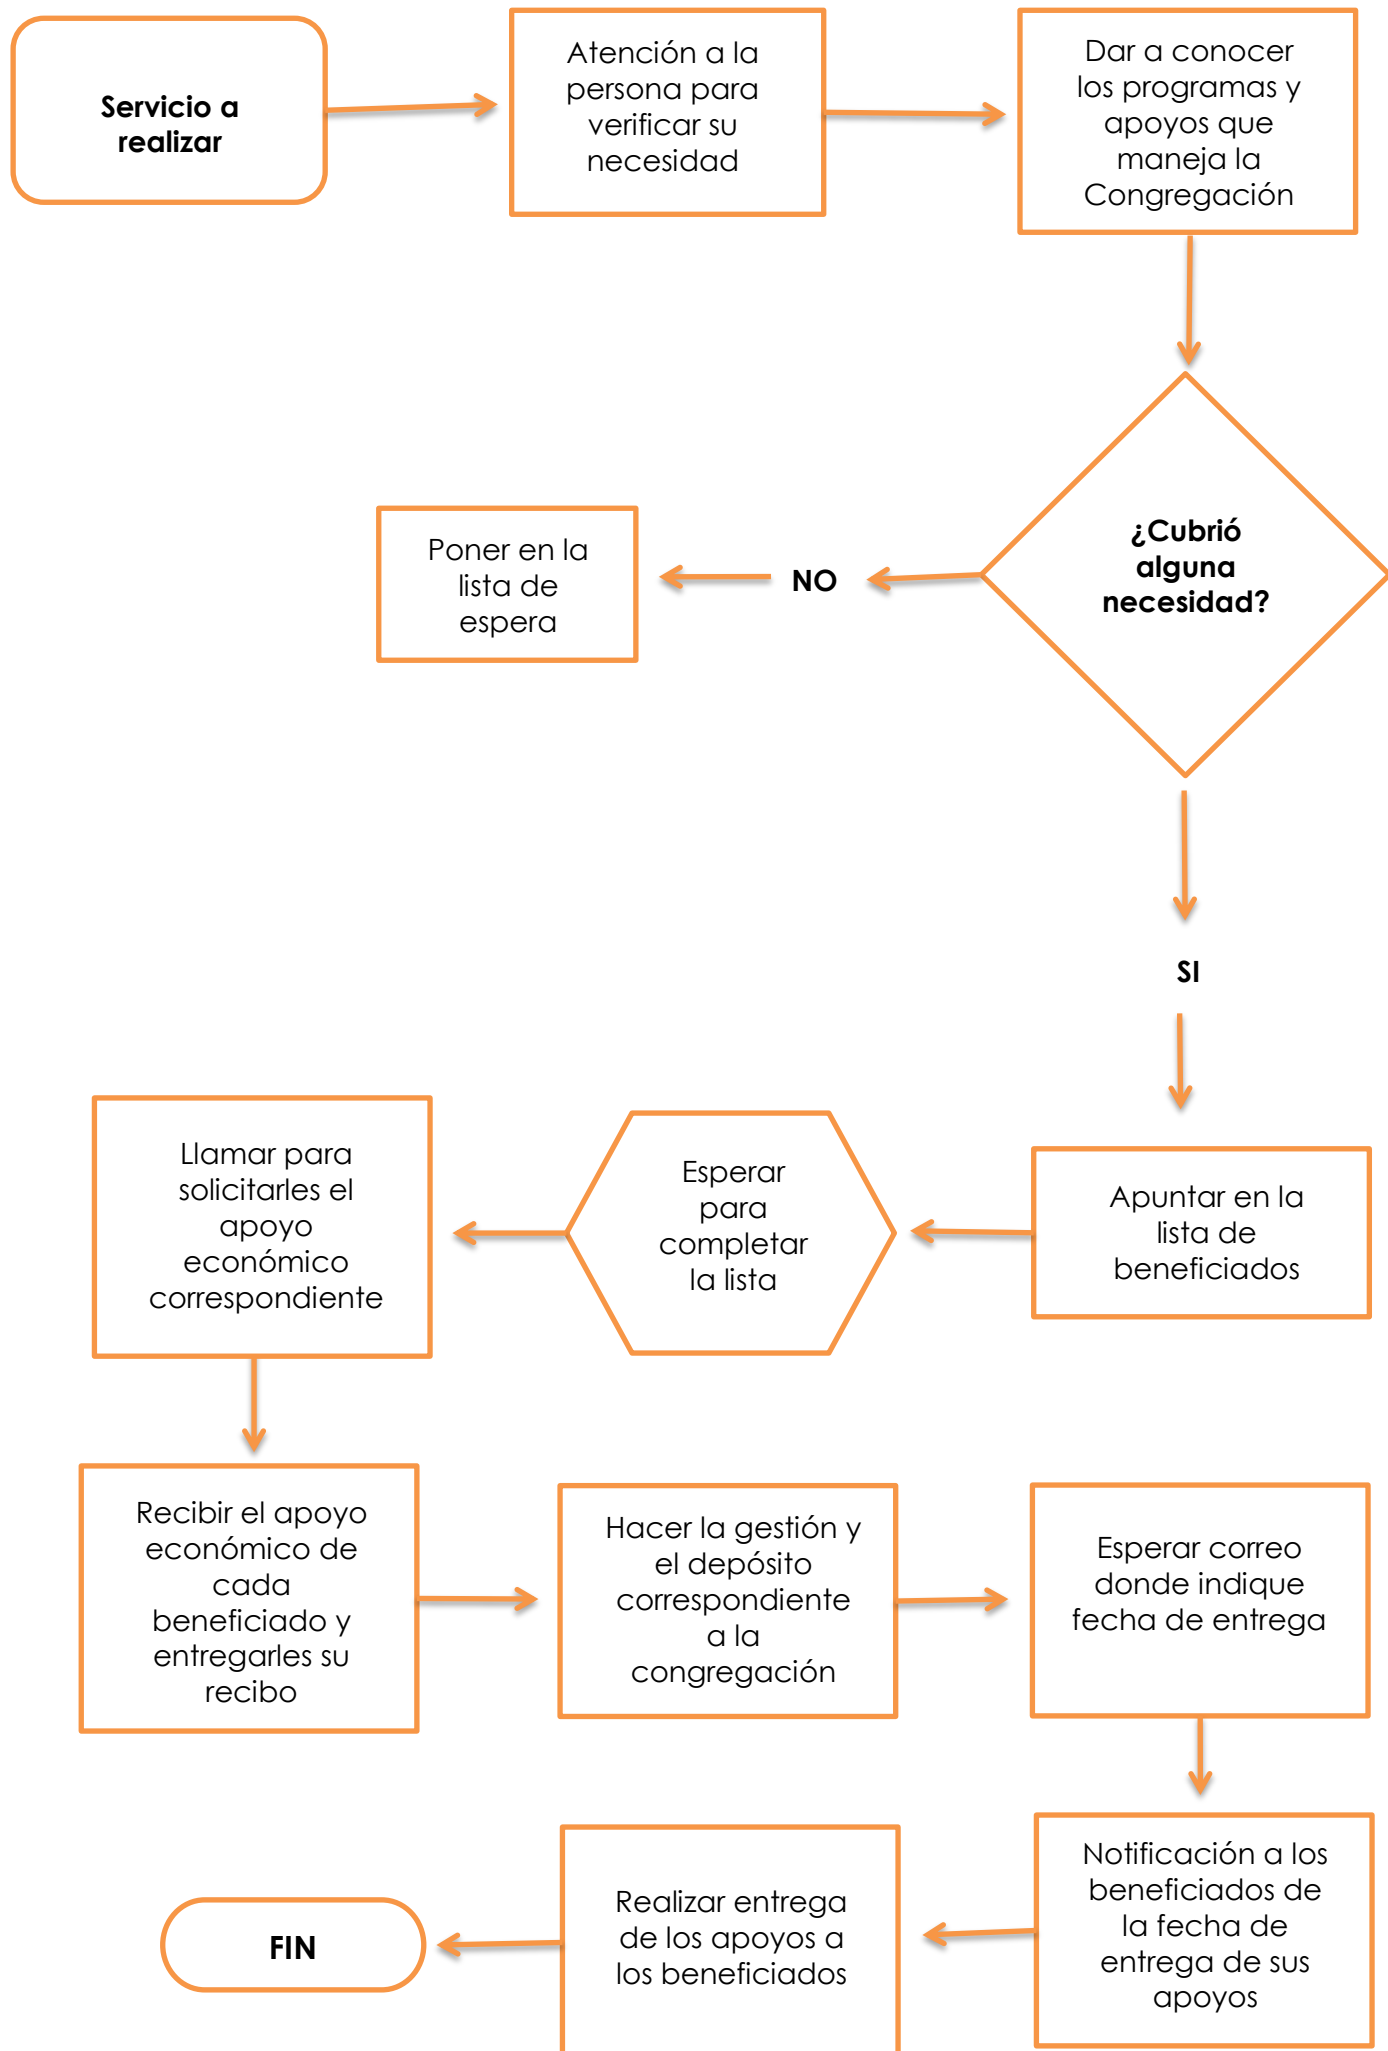 Servicio a
realizar
Atención a la
persona para
verificar su
necesidad
Dar a conocer
los programas y
apoyos que
maneja la
Congregación
¿Cubrió
alguna
necesidad?
NO
Poner en la
lista de
espera
SI
Apuntar en la
lista de
beneficiados
Esperar
para
completar
la lista
Llamar para
solicitarles el
apoyo
económico
correspondiente
Recibir el apoyo
económico de
cada
beneficiado y
entregarles su
recibo
Hacer la gestión y
el depósito
correspondiente
a la
congregación
Esperar correo
donde indique
fecha de entrega
Notificación a los
beneficiados de
la fecha de
entrega de sus
apoyos
Realizar entrega
de los apoyos a
los beneficiados
FIN